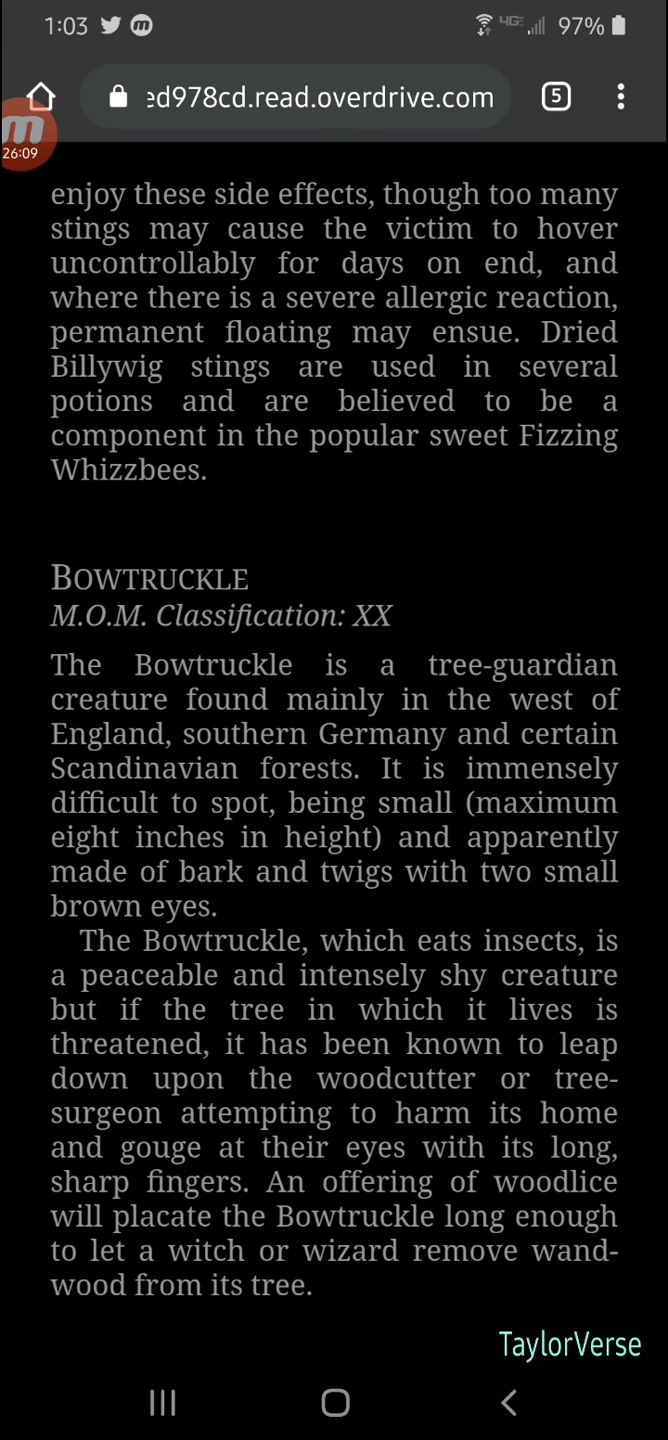 1:03
4GE
97%
ed978cd.read.overdrive.com
5
m
26:09
enjoy these side effects, though too many
stings may cause the victim to hover
uncontrollably for days on end, and
where there is a severe allergic reaction,
permanent floating may ensue. Dried
Billywig stings are used in several
potions and are believed to be a
component in the popular sweet Fizzing
Whizzbees.
BOWTRUCKLE
M.O.M. Classification: XX
The Bowtruckle is a tree-guardian
creature found mainly in the west of
England, southern Germany and certain
Scandinavian forests. It is immensely
difficult to spot, being small (maximum
eight inches in height) and apparently
made of bark and twigs with two small
brown eyes.
The Bowtruckle, which eats insects, is
a peaceable and intensely shy creature
but if the tree in which it lives is
threatened, it has been known to leap
down upon the woodcutter or tree-
surgeon attempting to harm its home
and gouge at their eyes with its long,
sharp fingers. An offering of woodlice
will placate the Bowtruckle long enough
to let a witch or wizard remove wand-
wood from its tree.
TaylorVerse